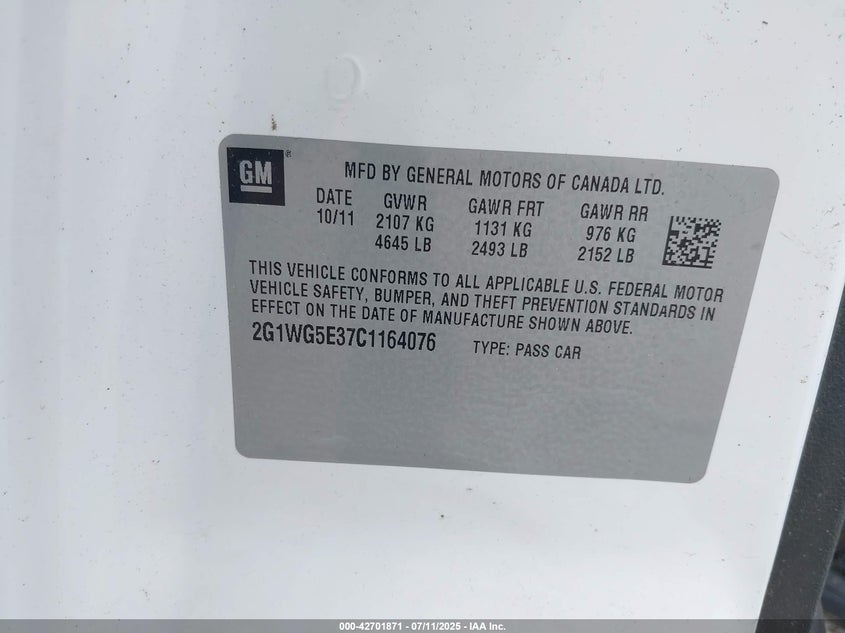 GM
MFD BY GENERAL MOTORS OF CANADA LTD.
DATE GVWR GAWR FRT GAWR RR
10/11 2107 KG 1131 KG 976 KG
4645 LB 2493 LB 2152 LB
THIS VEHICLE CONFORMS TO ALL APPLICABLE U.S. FEDERAL MOTOR
VEHICLE SAFETY, BUMPER, AND THEFT PREVENTION STANDARDS IN
EFFECT ON THE DATE OF MANUFACTURE SHOWN ABOVE.
2G1WG5E37C1164076 TYPE: PASS CAR
000-42701871 - 07/11/2025 - IAA Inc.